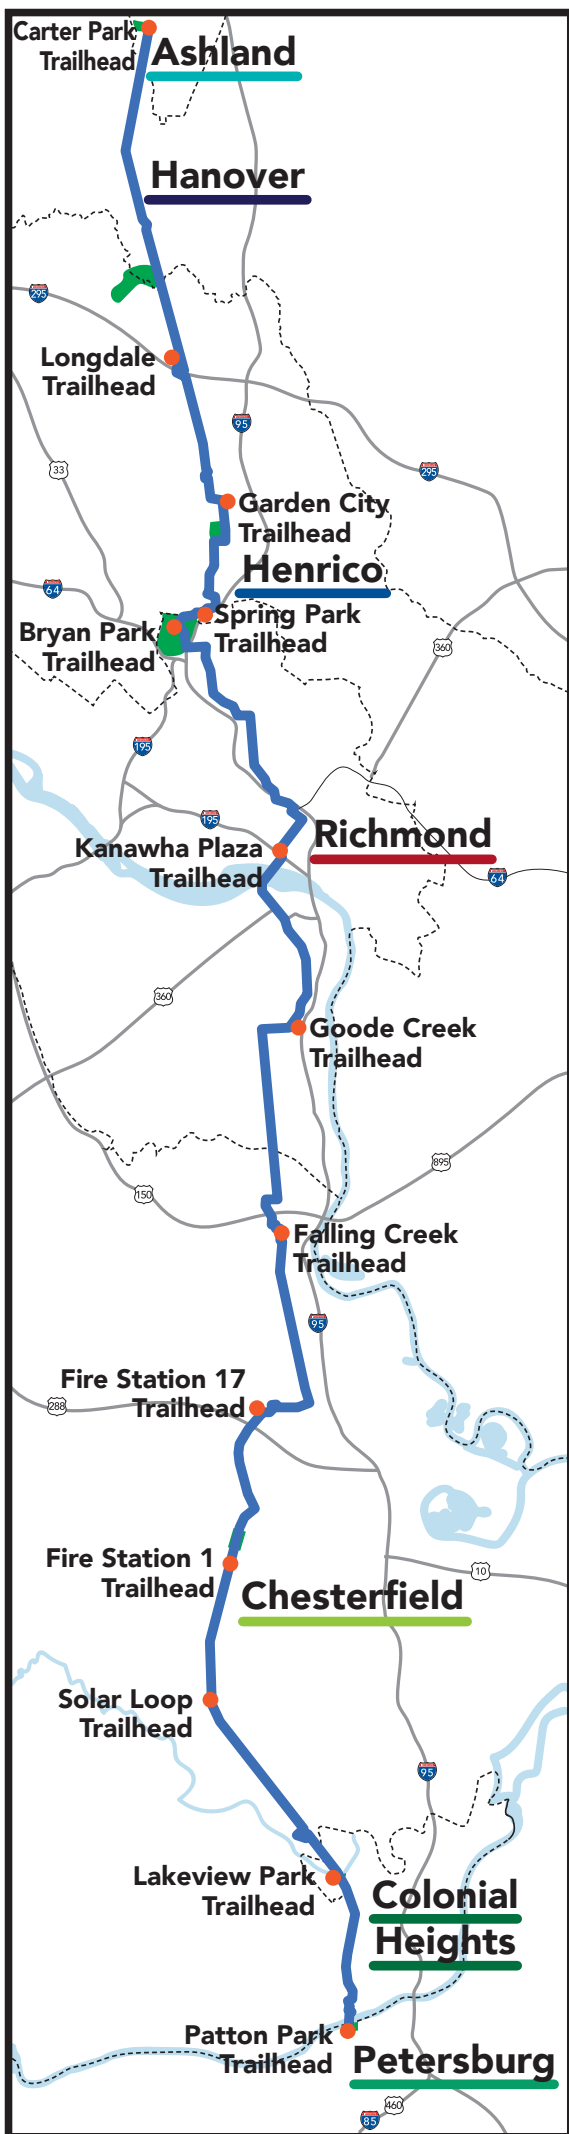 Carter Park
Trailhead
Ashland
Hanover
295
Longdale
Trailhead
95
33
295
Garden City
Trailhead
Henrico
64
Spring Park
Trailhead
Bryan Park
Trailhead
360
195
195
Richmond
Kanawha Plaza
Trailhead
64
360
Goode Creek
Trailhead
895
150
Falling Creek
Trailhead
95
Fire Station 17
Trailhead
288
Fire Station 1
Trailhead
10
Chesterfield
Solar Loop
Trailhead
95
Lakeview Park
Trailhead
Colonial
Heights
Patton Park
Trailhead
Petersburg
460
85